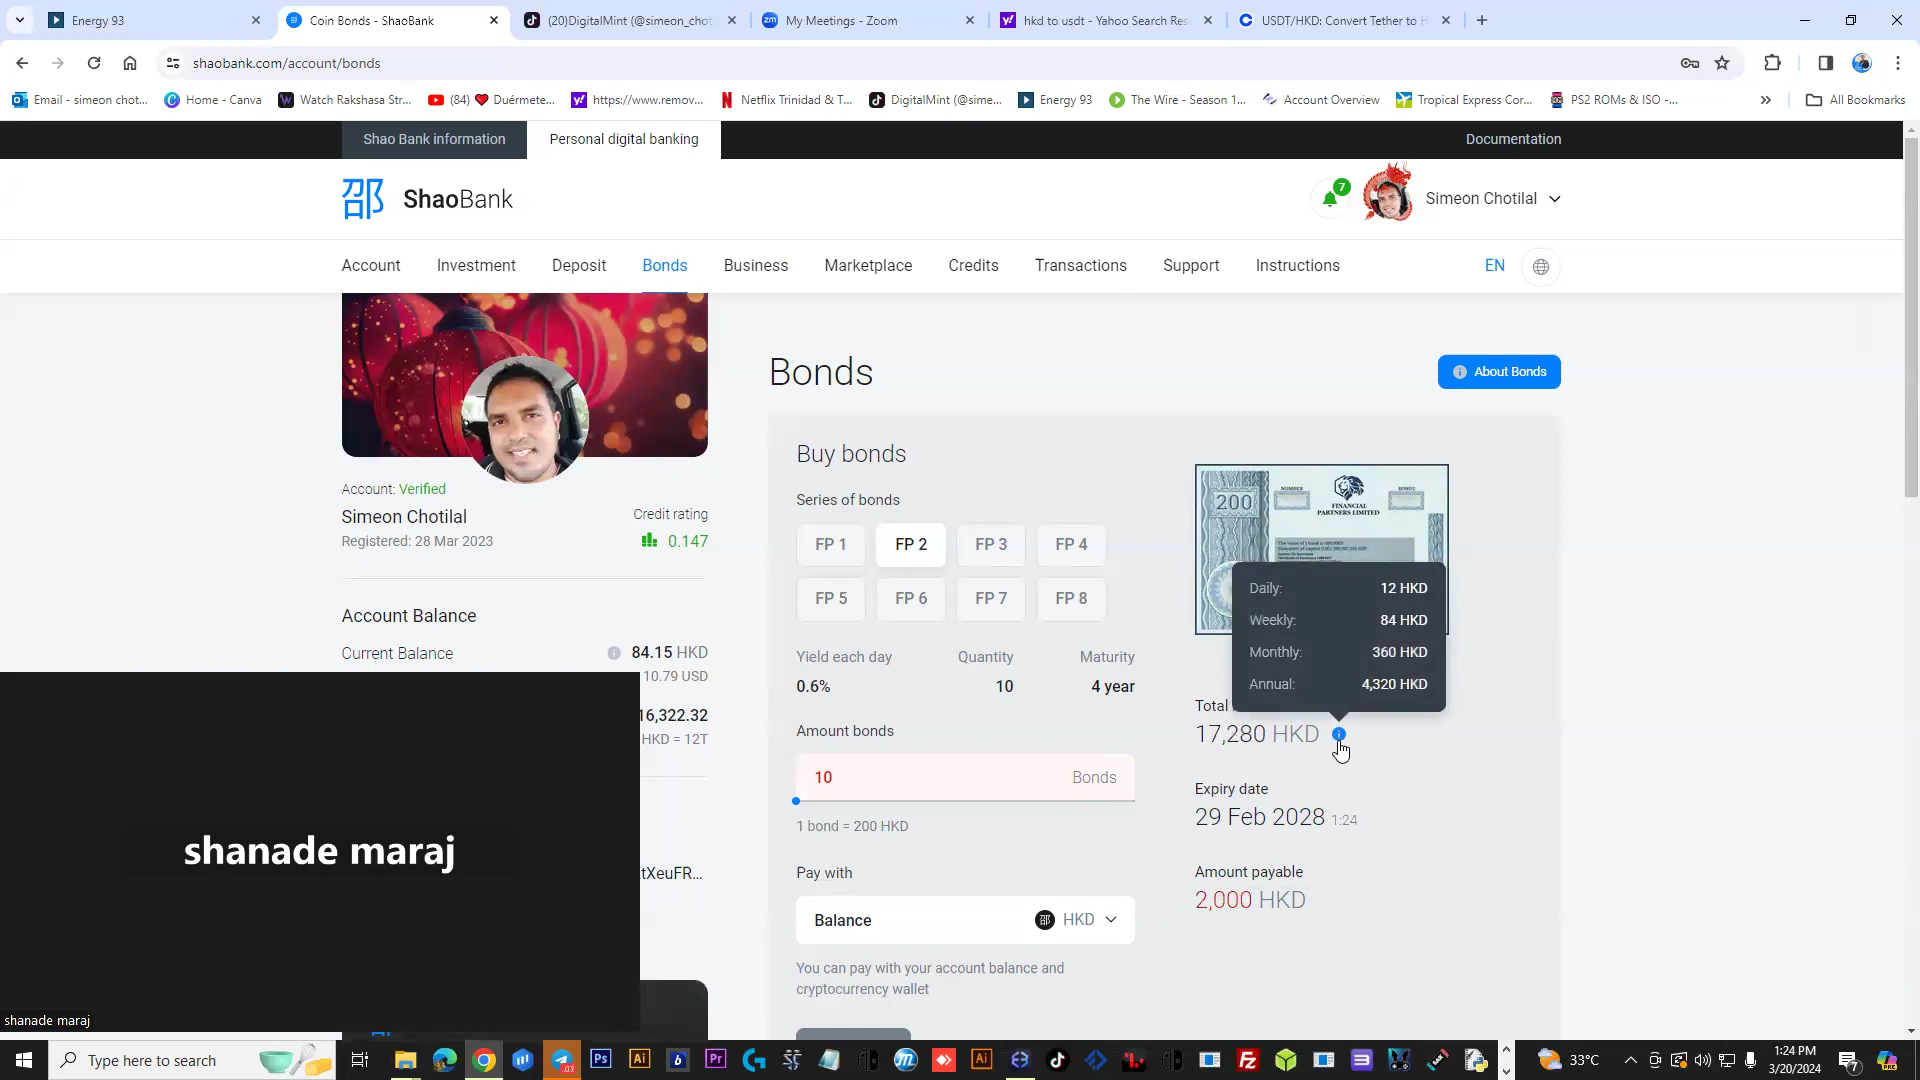 Energy 93
Coin Bonds - ShaoBank
(20)DigitalMint (@simeon_chot
My Meetings - Zoom
hkd to usdt - Yahoo Search Res
USDT/HKD: Convert Tether to H
shaobank.com/account/bonds
Email - simeon chot...
Home - Canva
Watch Rakshasa Str...
(84) ❤ Duérmete...
https://www.remov...
Netflix Trinidad & T...
DigitalMint (@sime...
Energy 93
The Wire - Season 1...
Account Overview
Tropical Express Cor...
PS2 ROMs & ISO -...
All Bookmarks
Shao Bank information
Personal digital banking
Documentation
邵
ShaoBank
7
Simeon Chotilal
Account
Investment
Deposit
Bonds
Business
Marketplace
Credits
Transactions
Support
Instructions
EN
Account: Verified
Simeon Chotilal
Registered: 28 Mar 2023
Credit rating
0.147
Account Balance
Current Balance
84.15 HKD
10.79 USD
16,322.32
HKD = 12T
tXeuFR...
Bonds
About Bonds
Buy bonds
Series of bonds
FP 1
FP 2
FP 3
FP 4
FP 5
FP 6
FP 7
FP 8
Yield each day
Quantity
Maturity
0.6%
10
4 year
Amount bonds
10
Bonds
1 bond = 200 HKD
Pay with
Balance
HKD
You can pay with your account balance and
cryptocurrency wallet
200
NUMBER
FINANCIAL
PARTNERS LIMITED
BONDS
Daily: 12 HKD
Weekly: 84 HKD
Monthly: 360 HKD
Annual: 4,320 HKD
Total
17,280 HKD
Expiry date
29 Feb 2028 1:24
Amount payable
2,000 HKD
shanade maraj
shanade maraj
Type here to search
33°C
1:24 PM
3/20/2024
7